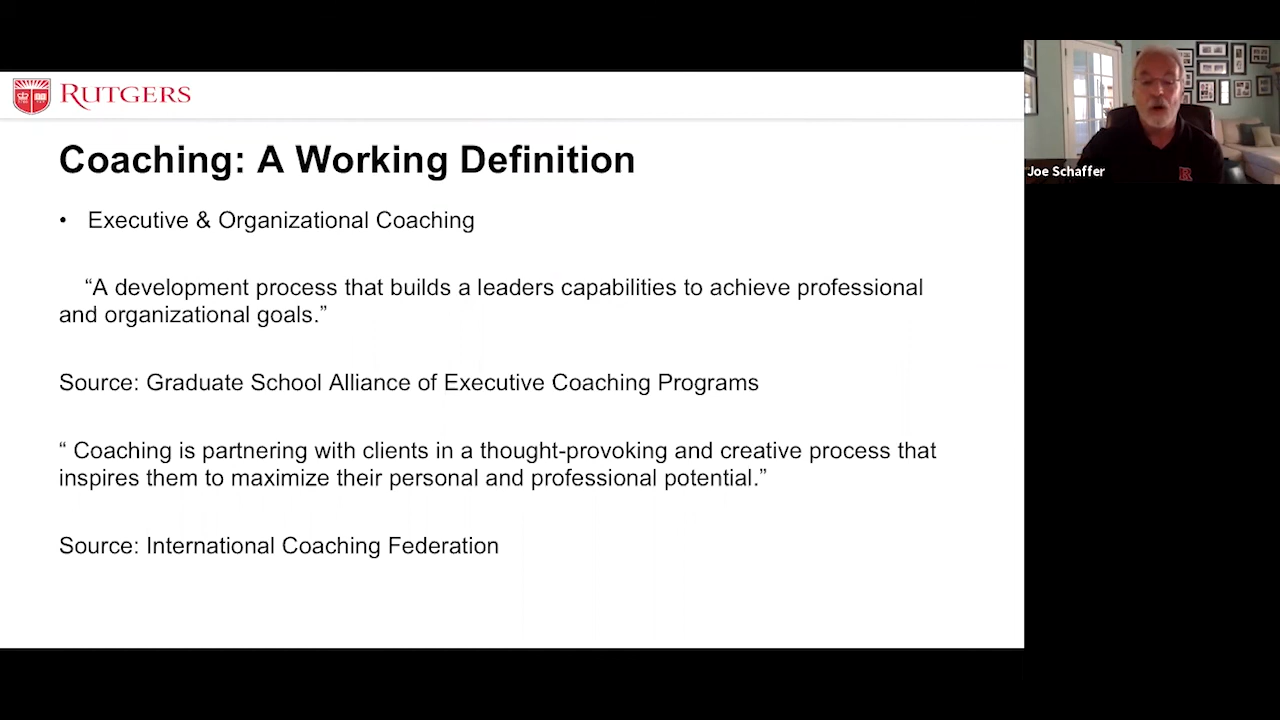 RUTGERS
Coaching: A Working Definition
• Executive & Organizational Coaching
“A development process that builds a leaders capabilities to achieve professional
and organizational goals.”
Source: Graduate School Alliance of Executive Coaching Programs
“ Coaching is partnering with clients in a thought-provoking and creative process that
inspires them to maximize their personal and professional potential.”
Source: International Coaching Federation
Joe Schaffer
R